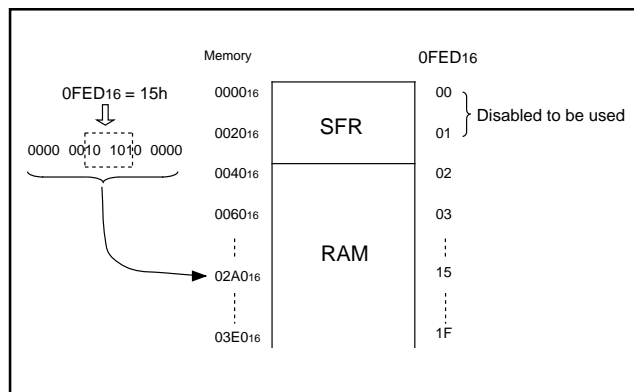 Memory
0FED16
0FED16 = 15h
000016
00
Disabled to be used
SFR
002016
01
0000 0010 1010 0000
004016
02
006016
03
RAM
02A016
15
03E016
1F